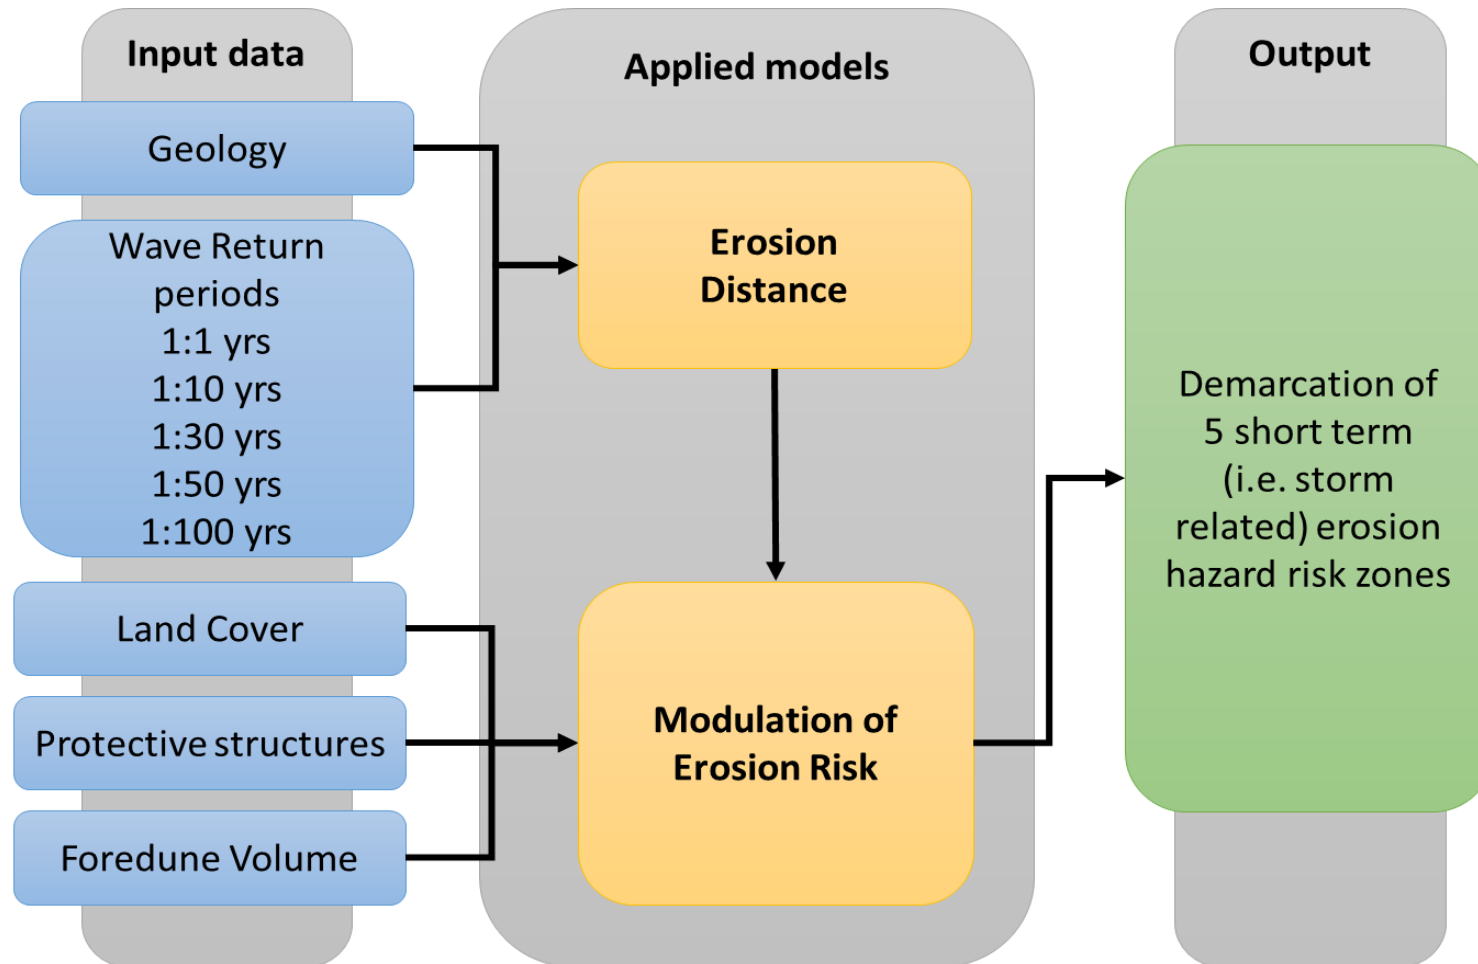 Input data
Geology
Wave Return
periods
1:1 yrs
1:10 yrs
1:30 yrs
1:50 yrs
1:100 yrs
Land Cover
Protective structures
Foredune Volume
Applied models
Erosion
Distance
Modulation of
Erosion Risk
Output
Demarcation of
5 short term
(i.e. storm
related) erosion
hazard risk zones